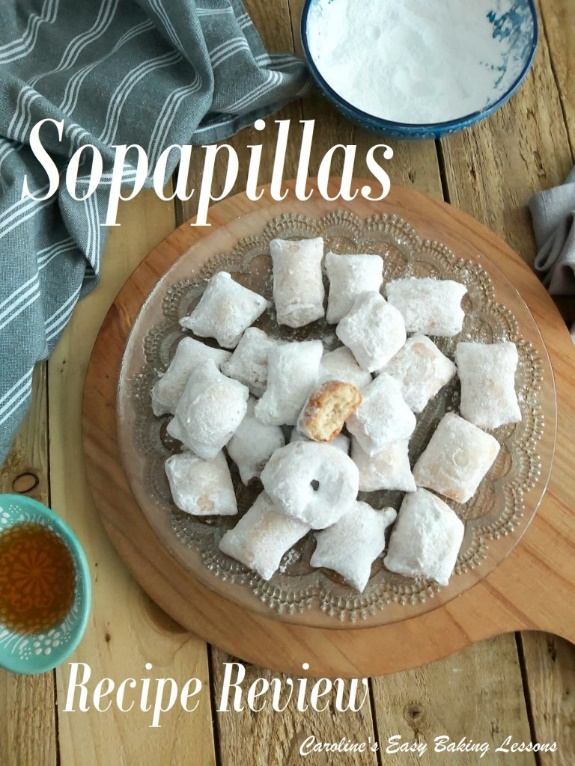 Sopapillas
Recipe Review
Caroline's Easy Baking Lessons